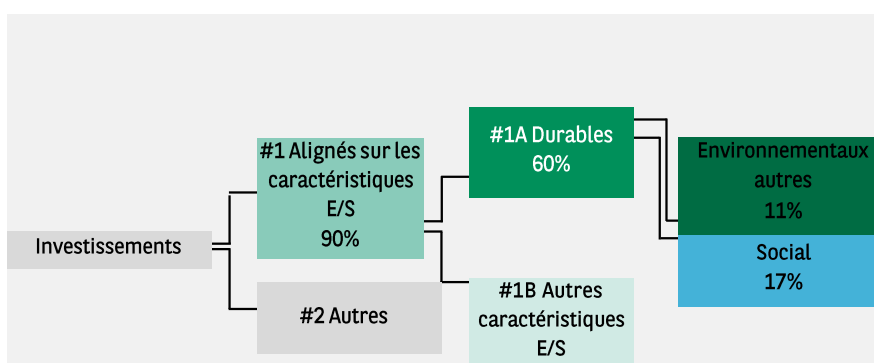 Investissements
#1 Alignés sur les
caractéristiques
E/S
90%
#2 Autres
#1A Durables
60%
#1B Autres
caractéristiques
E/S
Environnementaux
autres
11%
Social
17%